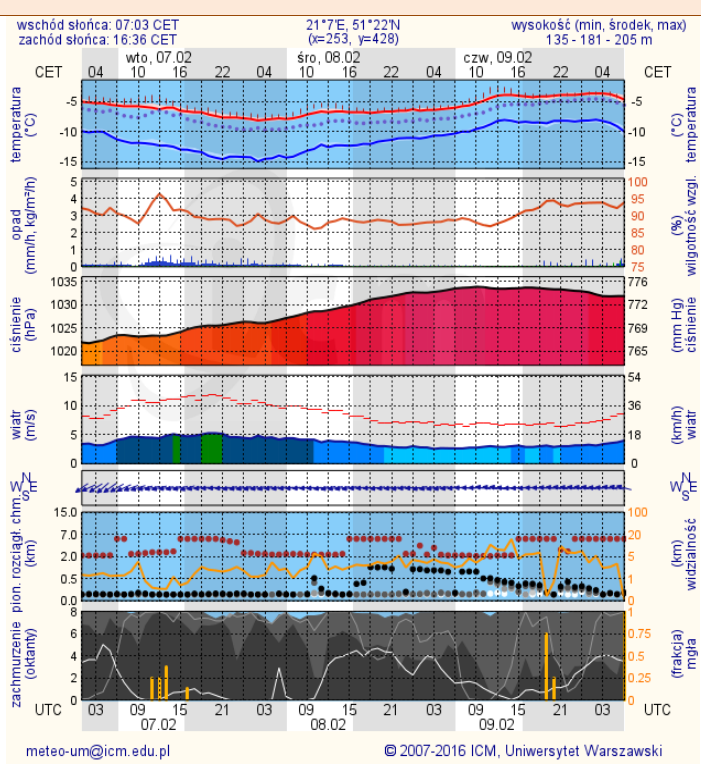 wschód słońca: 07:03 CET
zachód słońca: 16:36 CET
21°7'E, 51°22'N
(x=253, y=428)
wysokość (min, środek, max)
135 - 181 - 205 m
wto, 07.02 śro, 08.02 czw, 09.02
CET 04 10 16 22 04 10 16 22 04 10 16 22 04 CET
temperatura
(°C)
-5
-10
-15
-5
-10
-15
(°C)
temperatura
opad
(mm/h, kg/m²/h)
5
4
3
2
1
0
100
95
90
85
80
75
(%)
wilgotność wzgl.
ciśnienie
(hPa)
1035
1030
1025
1020
776
772
769
765
(mm Hg)
ciśnienie
wiatr
(m/s)
15
10
5
0
54
36
18
0
(km/h)
wiatr
N
W E
S
N
W E
S
pion. rozciągł. chm.
(km)
15.0
7.0
2.0
0.5
0.0
100
20
5
1
0
(km)
widzialność
zachmurzenie
(oktanty)
8
6
4
2
0
1
0.75
0.5
0.25
0
(frakcja)
mgła
UTC 03 09 15 21 03 09 15 21 03 09 15 21 03 UTC
07.02 08.02 09.02
meteo-um@icm.edu.pl
© 2007-2016 ICM, Uniwersytet Warszawski